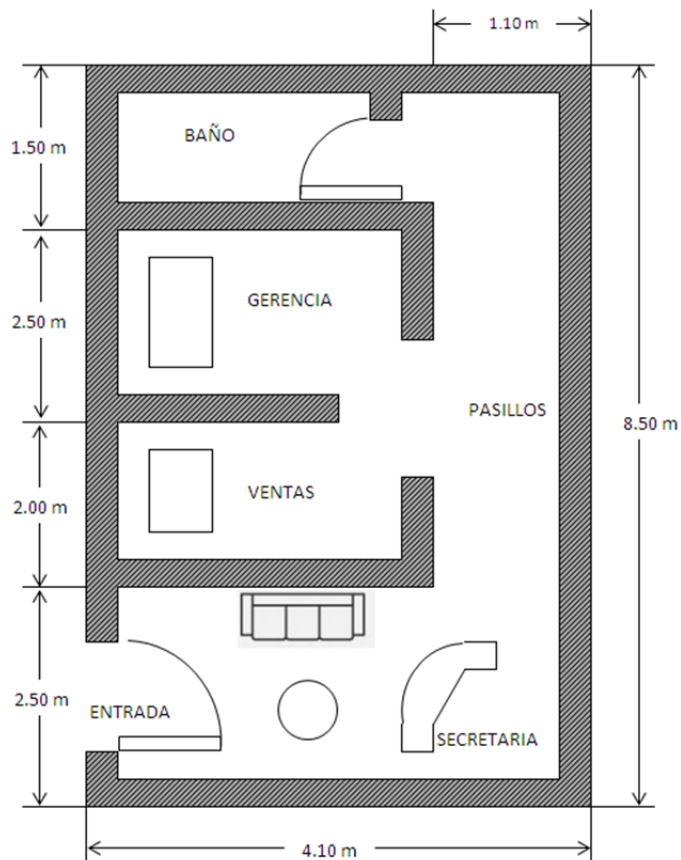 1.10 m
BAÑO
1.50 m
GERENCIA
2.50 m
PASILLOS
8.50 m
VENTAS
2.00 m
2.50 m
ENTRADA
SECRETARIA
4.10 m